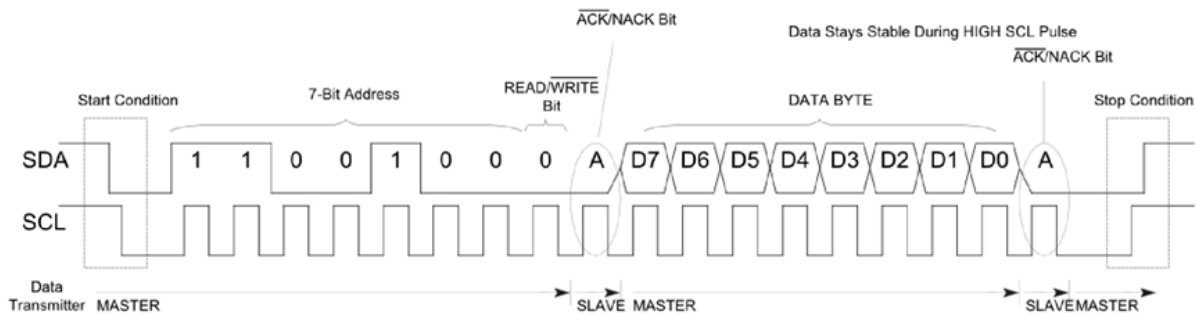 ACK/NACK Bit
Data Stays Stable During HIGH SCL Pulse
ACK/NACK Bit
Start Condition
7-Bit Address
READ/WRITE
Bit
DATA BYTE
Stop Condition
SDA 1 1 0 0 1 0 0 0 A D7 D6 D5 D4 D3 D2 D1 D0 A
SCL
Data
Transmitter MASTER SLAVE MASTER SLAVE MASTER